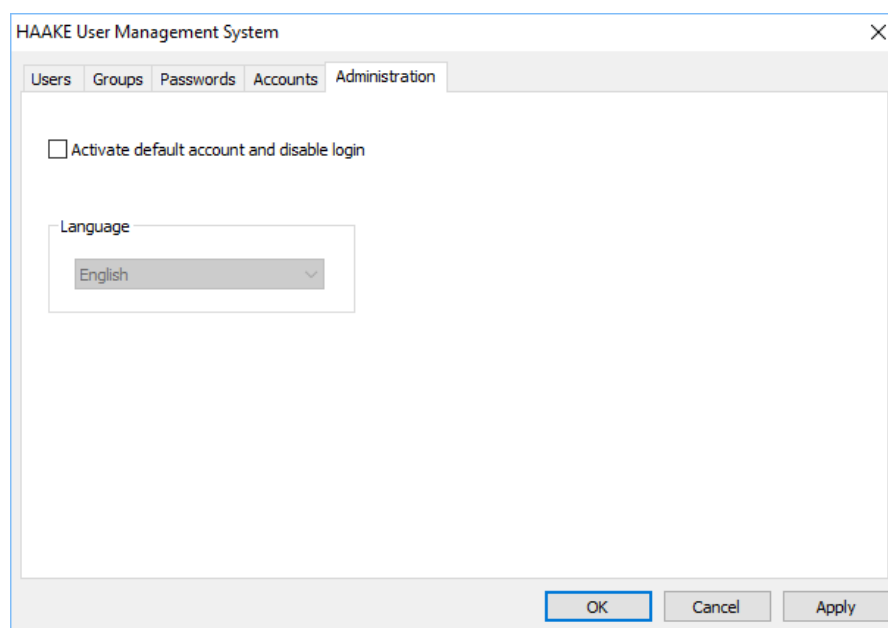 HAAKE User Management System
Users Groups Passwords Accounts Administration
Activate default account and disable login
Language
English
OK Cancel Apply